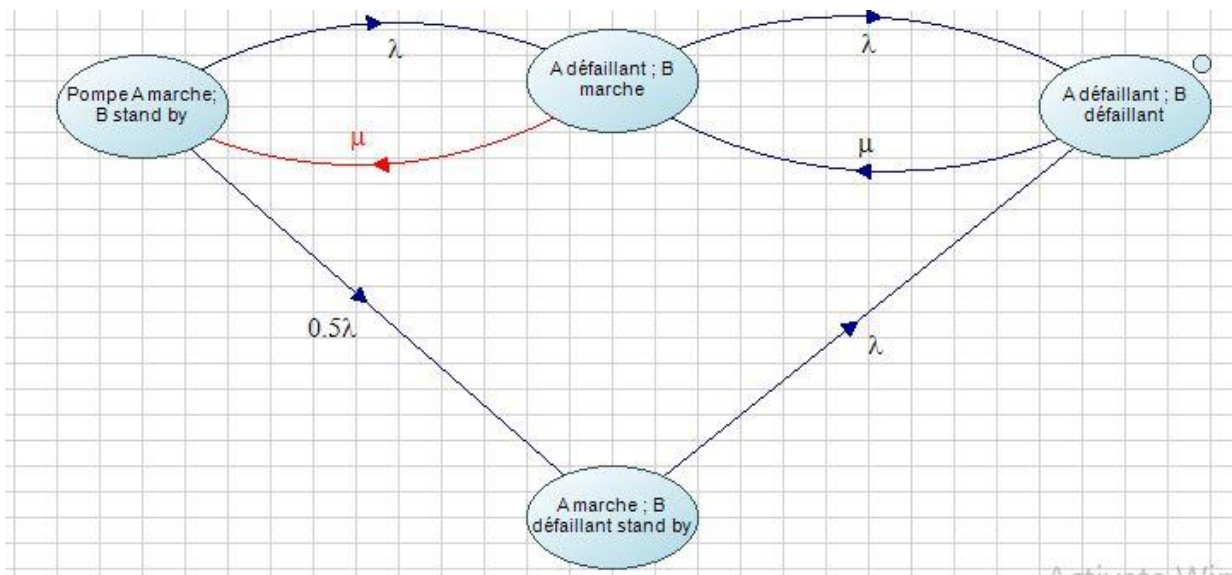 λ
λ
Pompe A marche;
B stand by
A défaillant ; B
marche
A défaillant ; B
défaillant
μ
μ
0.5λ
λ
A marche ; B
défaillant stand by